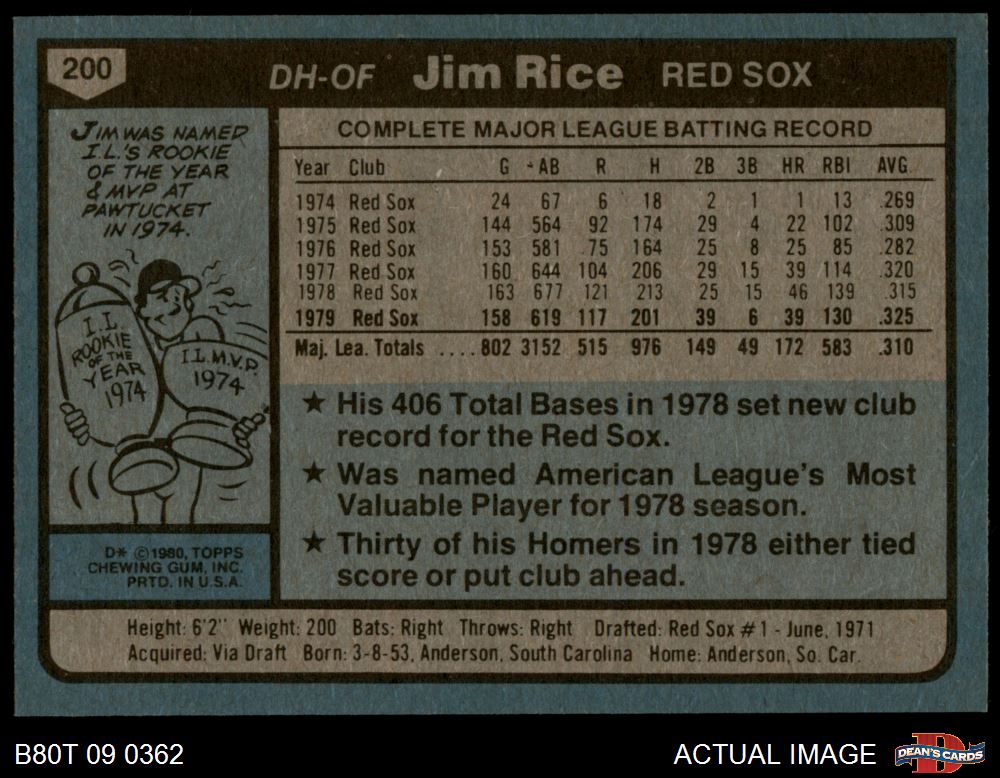 200
DH-OF Jim Rice RED SOX
JIM WAS NAMED
I.L.'S ROOKIE
OF THE YEAR
& MVP AT
PAWTUCKET
IN 1974.
I.L.
ROOKIE
OF THE
YEAR
1974
I.L. M.V.P.
1974
D* © 1980, TOPPS
CHEWING GUM, INC.
PRTD. IN U.S.A.
COMPLETE MAJOR LEAGUE BATTING RECORD
Year Club G AB R H 2B 3B HR RBI AVG.
1974 Red Sox 24 67 6 18 2 1 1 13 .269
1975 Red Sox 144 564 92 174 29 4 22 102 .309
1976 Red Sox 153 581 75 164 25 8 25 85 .282
1977 Red Sox 160 644 104 206 29 15 39 114 .320
1978 Red Sox 163 677 121 213 25 15 46 139 .315
1979 Red Sox 158 619 117 201 39 6 39 130 .325
Maj. Lea. Totals ....802 3152 515 976 149 49 172 583 .310
★ His 406 Total Bases in 1978 set new club
record for the Red Sox.
★ Was named American League's Most
Valuable Player for 1978 season.
★ Thirty of his Homers in 1978 either tied
score or put club ahead.
Height: 6'2" Weight: 200 Bats: Right Throws: Right Drafted: Red Sox #1 - June, 1971
Acquired: Via Draft Born: 3-8-53, Anderson, South Carolina Home: Anderson, So. Car.
B80T 09 0362
ACTUAL IMAGE
DEAN'S CARDS